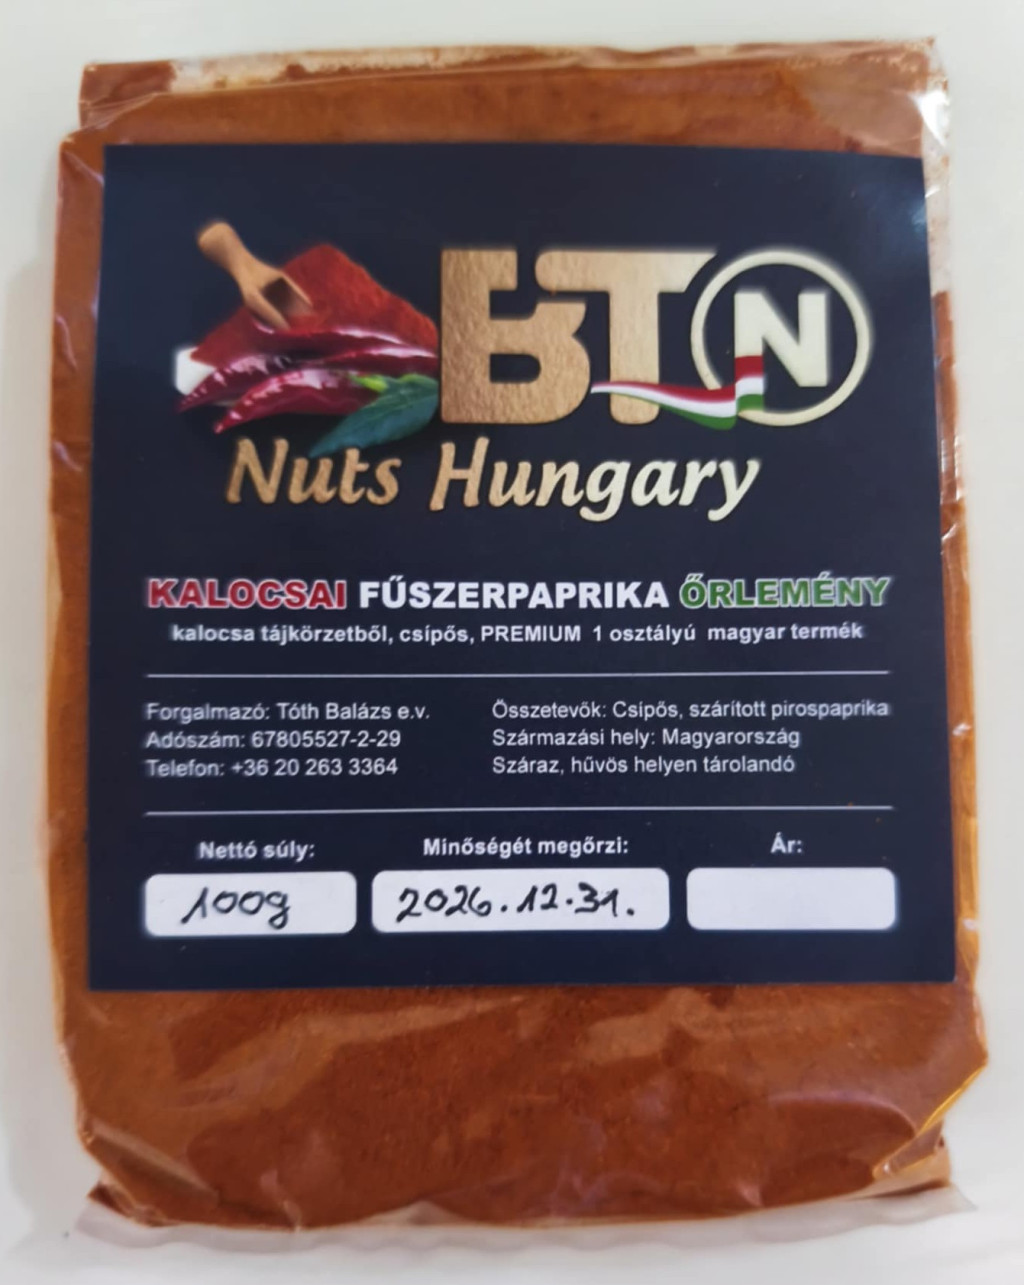 BTN
Nuts Hungary
KALOCSAI FŰSZERPAPRIKA ŐRLEMÉNY
kalocsa tájkörzetből, csípős, PREMIUM 1 osztályú magyar termék
Forgalmazó: Tóth Balázs e.v.
Adószám: 67805527-2-29
Telefon: +36 20 263 3364
Összetevők: Csipős, szárított pirospaprika
Származási hely: Magyarország
Száraz, hűvös helyen tárolandó
Nettó súly:
100g
Minőségét megőrzi:
2026.12.31.
Ár: